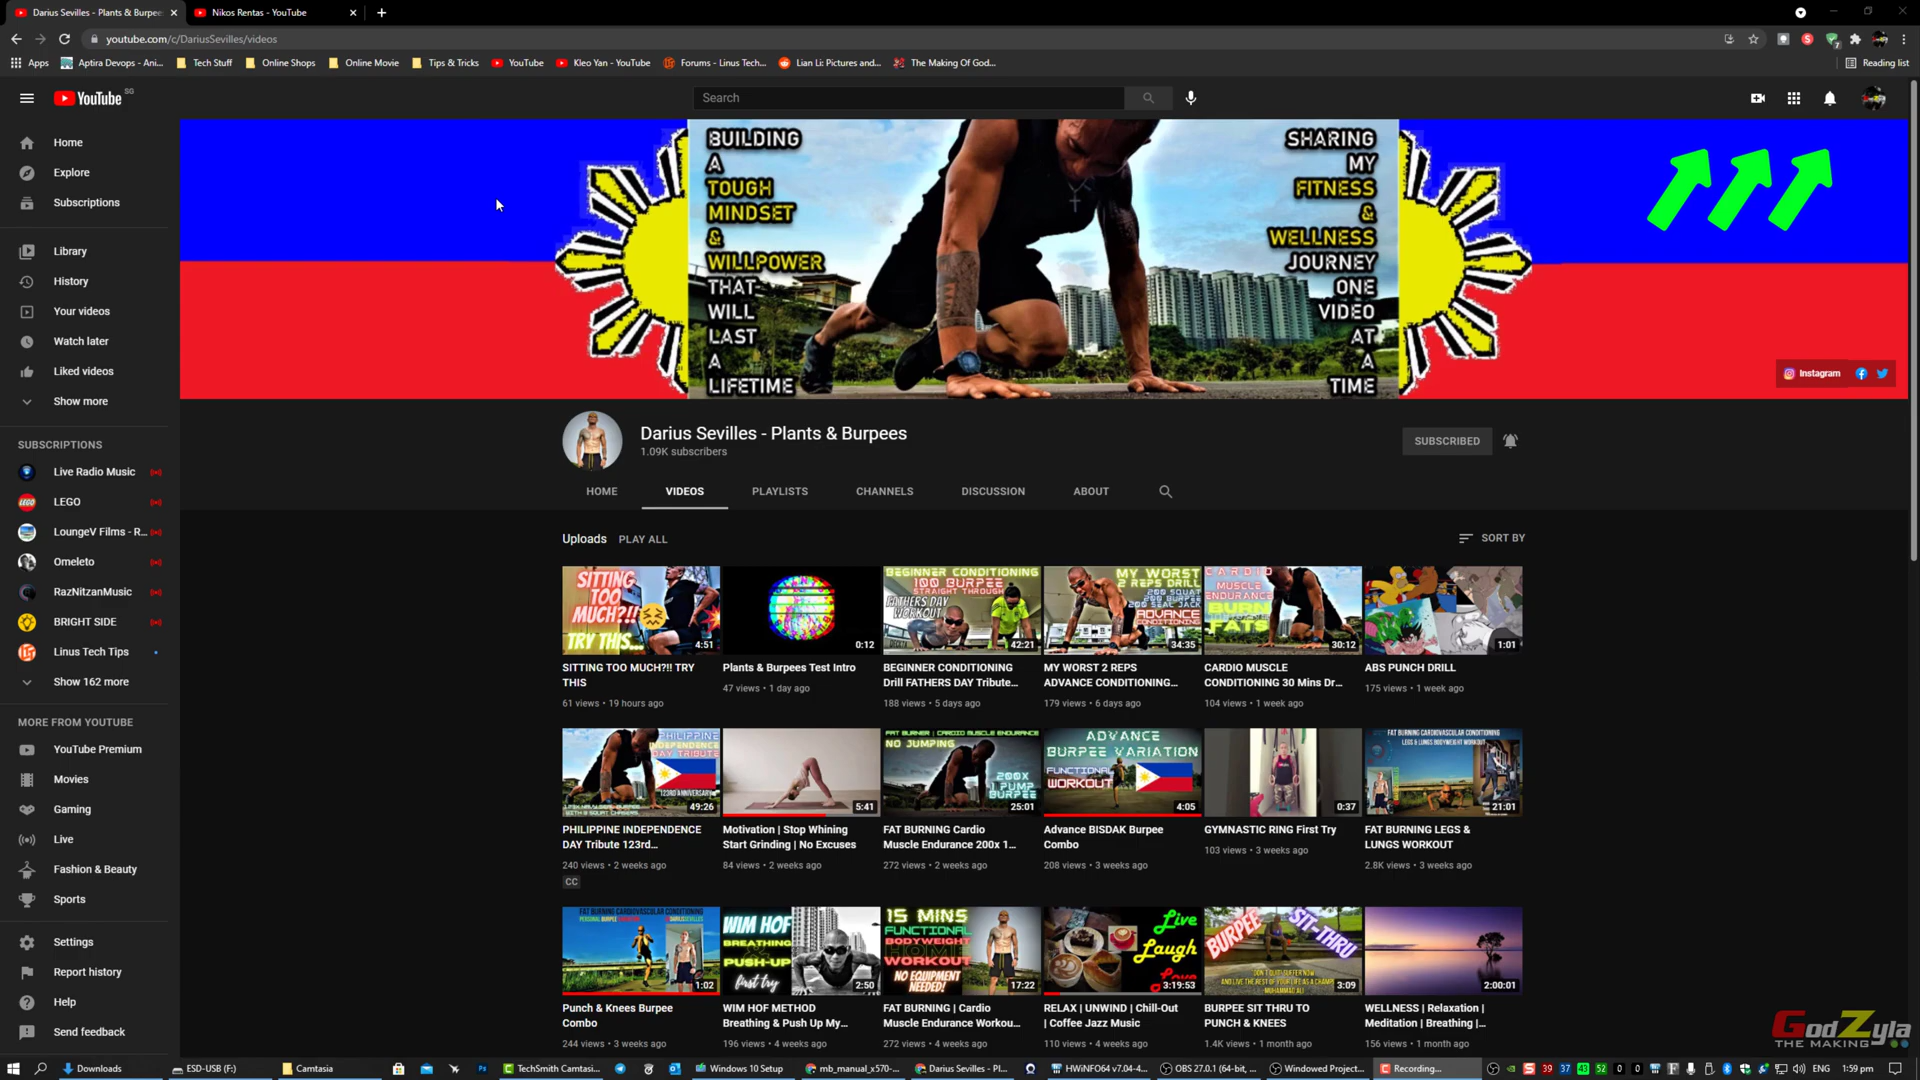 Darius Sevilles - Plants & Burpee
Nikos Rentas - YouTube
youtube.com/c/DariusSevilles/videos
Apps
Aptira Devops - Ani...
Tech Stuff
Online Shops
Online Movie
Tips & Tricks
YouTube
Kleo Yan - YouTube
Forums - Linus Tech...
Lian Li: Pictures and...
The Making Of God...
Reading list
YouTube SG
Search
Home
Explore
Subscriptions
Library
History
Your videos
Watch later
Liked videos
Show more
SUBSCRIPTIONS
Live Radio Music
LEGO
LoungeV Films - R...
Omeleto
RazNitzanMusic
BRIGHT SIDE
Linus Tech Tips
Show 162 more
MORE FROM YOUTUBE
YouTube Premium
Movies
Gaming
Live
Fashion & Beauty
Sports
Settings
Report history
Help
Send feedback
BUILDING
A
TOUGH
MINDSET
&
WILLPOWER
THAT
WILL
LAST
A
LIFETIME
SHARING
MY
FITNESS
&
WELLNESS
JOURNEY
ONE
VIDEO
AT
A
TIME
Instagram
Darius Sevilles - Plants & Burpees
1.09K subscribers
SUBSCRIBED
HOME
VIDEOS
PLAYLISTS
CHANNELS
DISCUSSION
ABOUT
Uploads
PLAY ALL
SORT BY
SITTING
TOO
MUCH?!!
TRY THIS...
4:51
SITTING TOO MUCH?!! TRY
THIS
61 views • 19 hours ago
0:12
Plants & Burpees Test Intro
47 views • 1 day ago
BEGINNER CONDITIONING
100 BURPEE
STRAIGHT THROUGH
FATHERS DAY
WORKOUT
42:21
BEGINNER CONDITIONING
Drill FATHERS DAY Tribute...
188 views • 5 days ago
MY WORST
2 REPS DRILL
200 SQUAT
200 BURPEE
200 SEAL JACK
ADVANCE
CONDITIONING
34:35
MY WORST 2 REPS
ADVANCE CONDITIONING...
179 views • 6 days ago
CARDIO
MUSCLE
ENDURANCE
BURN
FATS
30:12
CARDIO MUSCLE
CONDITIONING 30 Mins Dr...
104 views • 1 week ago
1:01
ABS PUNCH DRILL
175 views • 1 week ago
PHILIPPINE
INDEPENDENCE
DAY TRIBUTE
123RD
ANNIVERSARY
49:26
PHILIPPINE INDEPENDENCE
DAY Tribute 123rd...
240 views • 2 weeks ago
CC
5:41
Motivation | Stop Whining
Start Grinding | No Excuses
84 views • 2 weeks ago
FAT BURNER | CARDIO MUSCLE ENDURANCE
NO JUMPING
200X
1 PUMP
BURPEE
25:01
FAT BURNING Cardio
Muscle Endurance 200x 1...
272 views • 2 weeks ago
ADVANCE
BURPEE VARIATION
FUNCTIONAL
WORKOUT
4:05
Advance BISDAK Burpee
Combo
208 views • 3 weeks ago
0:37
GYMNASTIC RING First Try
103 views • 3 weeks ago
FAT BURNING CARDIOVASCULAR CONDITIONING
LEGS & LUNGS BODYWEIGHT WORKOUT
21:01
FAT BURNING LEGS &
LUNGS WORKOUT
2.8K views • 3 weeks ago
FAT BURNING CARDIOVASCULAR CONDITIONING
1:02
Punch & Knees Burpee
Combo
244 views • 3 weeks ago
WIM HOF
BREATHING
PUSH-UP
first try
2:50
WIM HOF METHOD
Breathing & Push Up My...
196 views • 4 weeks ago
15 MINS
FUNCTIONAL
BODYWEIGHT
HOME
WORKOUT
NO EQUIPMENT
NEEDED!
17:22
FAT BURNING | Cardio
Muscle Endurance Workou...
272 views • 4 weeks ago
Live
Laugh
Love
3:19:53
RELAX | UNWIND | Chill-Out
| Coffee Jazz Music
110 views • 4 weeks ago
BURPEE
SIT-THRU
DON'T QUIT. SUFFER NOW
AND LIVE THE REST OF YOUR LIFE AS A CHAMP
MUHAMMAD ALI
3:09
BURPEE SIT THRU TO
PUNCH & KNEES
1.4K views • 1 month ago
2:00:01
WELLNESS | Relaxation |
Meditation | Breathing |...
156 views • 1 month ago
GodZyla
THE MAKING
Downloads
ESD-USB (F:)
Camtasia
TechSmith Camtasi...
Windows 10 Setup
mb_manual_x570-...
Darius Sevilles - Pl...
HWiNFO64 v7.04-4...
OBS 27.0.1 (64-bit, ...
Windowed Project...
Recording...
39
37
43
52
0
0
ENG
1:59 pm